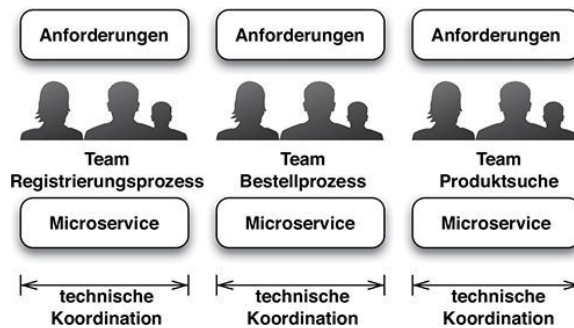 Anforderungen Anforderungen Anforderungen
Team Team Team
Registrierungsprozess Bestellprozess Produktsuche
Microservice Microservice Microservice
technische technische technische
Koordination Koordination Koordination